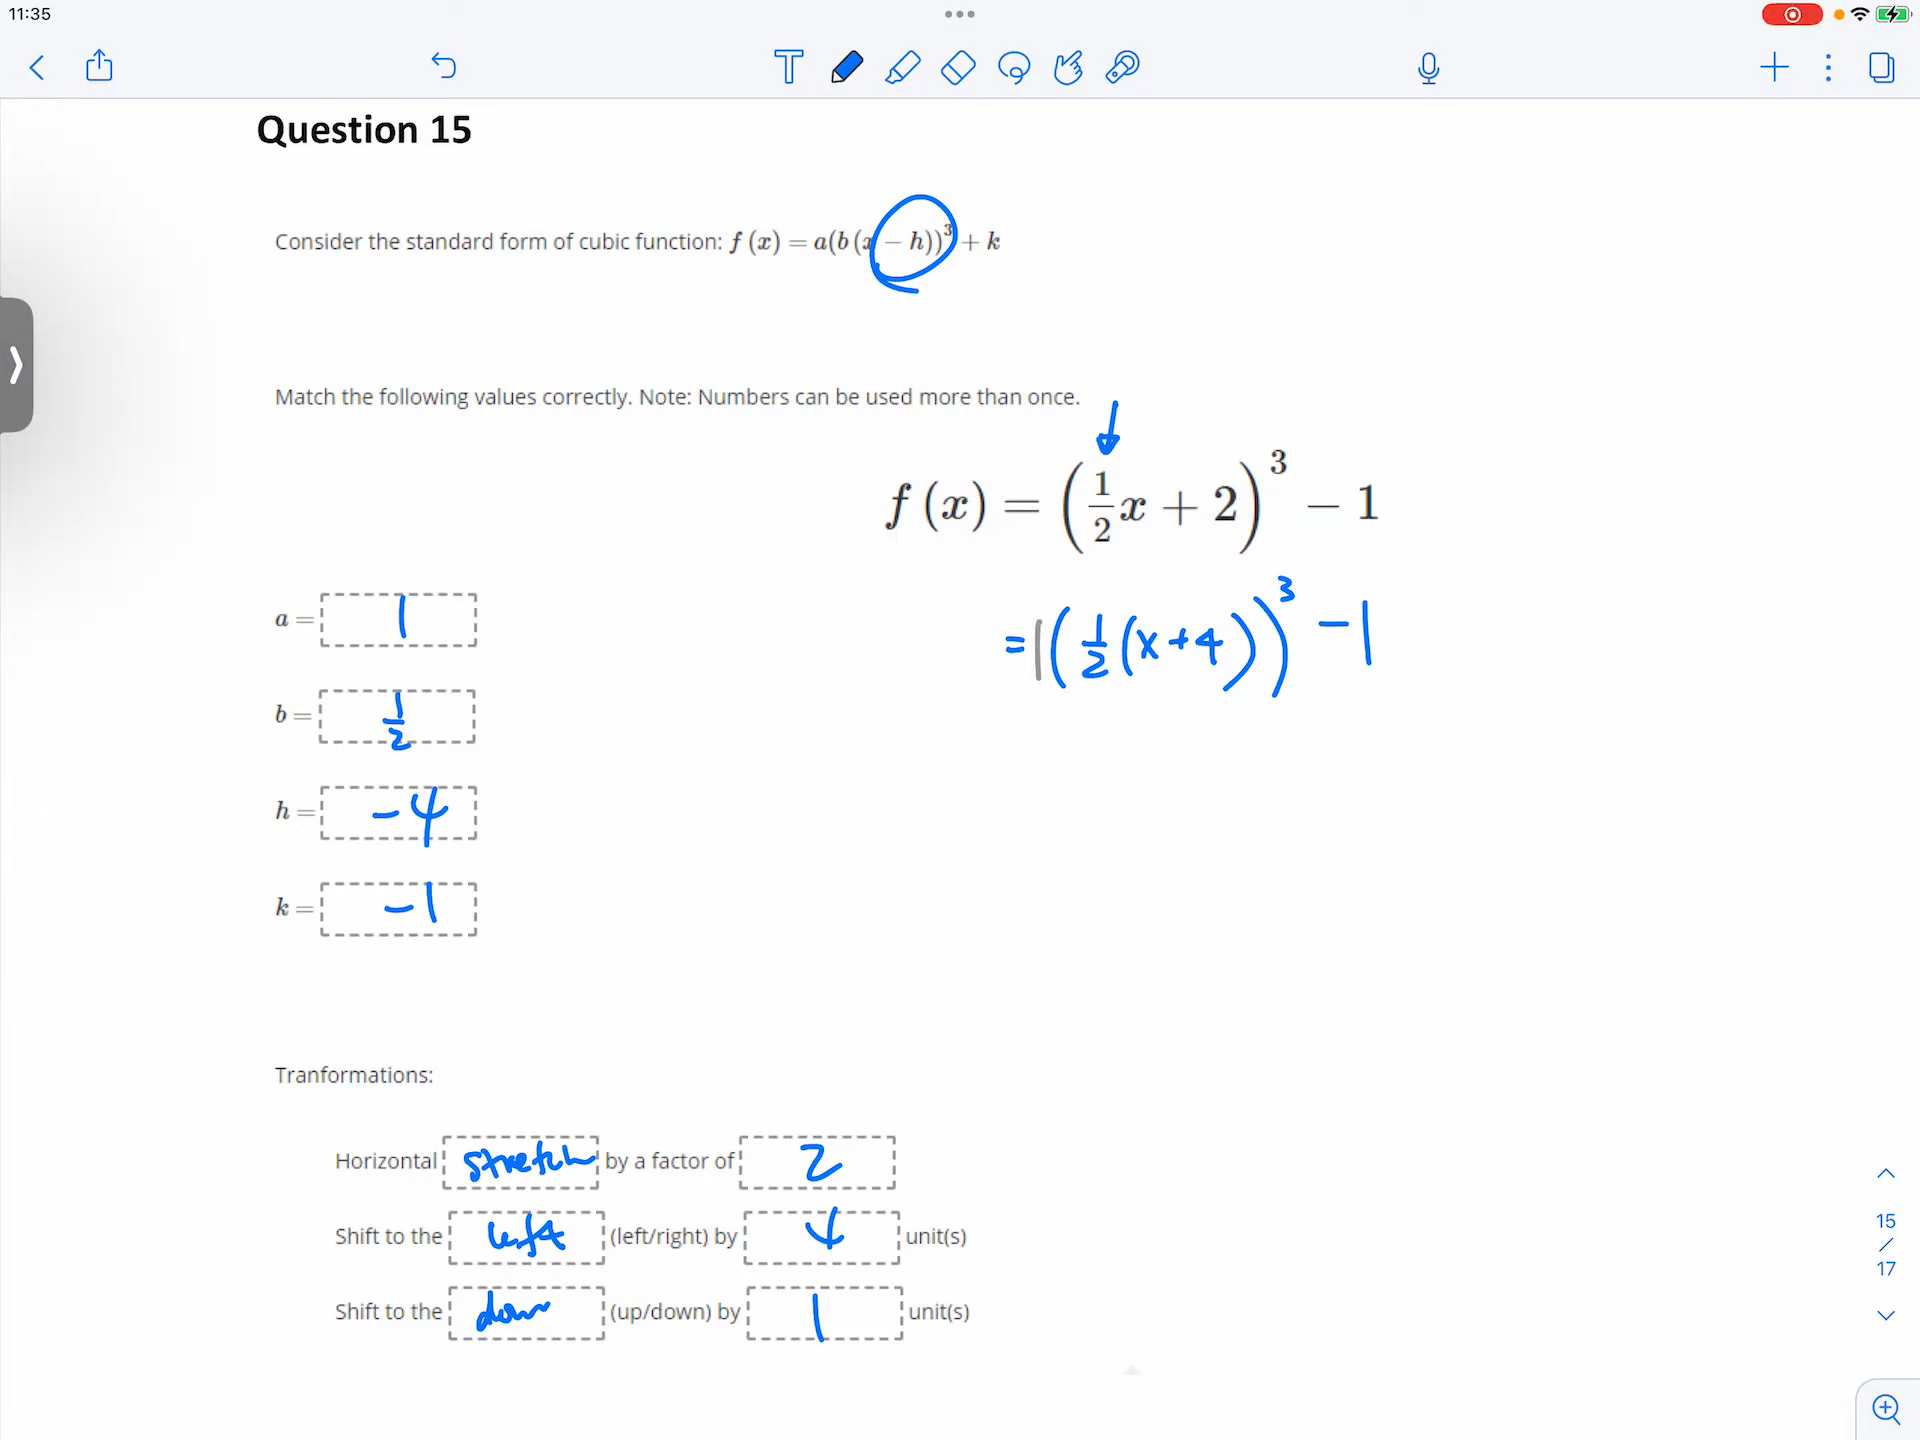 11:35
Question 15
Consider the standard form of cubic function: f (x) = a(b (x − h))³ + k
Match the following values correctly. Note: Numbers can be used more than once.
f (x) = (1/2 x + 2)³ − 1
= 1(1/2(x+4))³ −1
a = 1
b = 1/2
h = −4
k = −1
Tranformations:
Horizontal stretch by a factor of 2
Shift to the left (left/right) by 4 unit(s)
Shift to the down (up/down) by 1 unit(s)
15
/
17